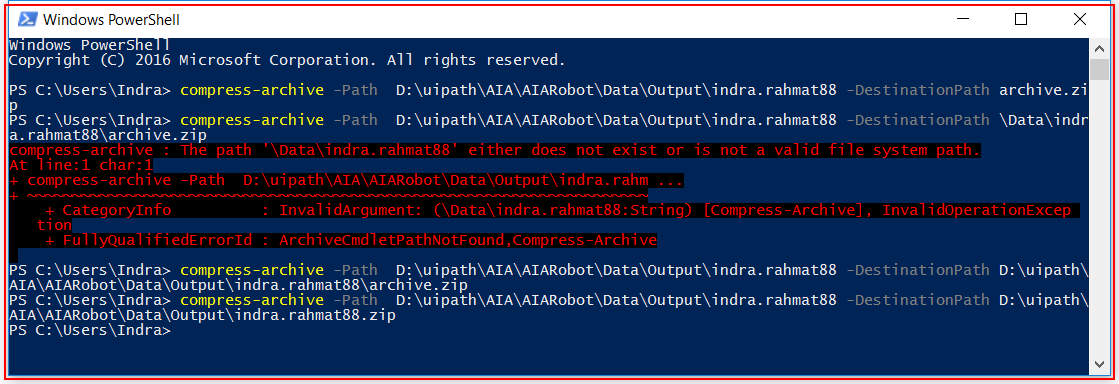 Windows PowerShell
Windows PowerShell
Copyright (C) 2016 Microsoft Corporation. All rights reserved.
PS C:\Users\Indra> compress-archive -Path  D:\uipath\AIA\AIARobot\Data\Output\indra.rahmat88 -DestinationPath archive.zi
p
PS C:\Users\Indra> compress-archive -Path  D:\uipath\AIA\AIARobot\Data\Output\indra.rahmat88 -DestinationPath \Data\indr
a.rahmat88\archive.zip
compress-archive : The path '\Data\indra.rahmat88' either does not exist or is not a valid file system path.
At line:1 char:1
+ compress-archive -Path  D:\uipath\AIA\AIARobot\Data\Output\indra.rahm ...
+ ~~~~~~~~~~~~~~~~~~~~~~~~~~~~~~~~~~~~~~~~~~~~~~~~~~~~~~~~~~~~~~~~~~~~~
    + CategoryInfo          : InvalidArgument: (\Data\indra.rahmat88:String) [Compress-Archive], InvalidOperationExcep
   tion
    + FullyQualifiedErrorId : ArchiveCmdletPathNotFound,Compress-Archive
PS C:\Users\Indra> compress-archive -Path  D:\uipath\AIA\AIARobot\Data\Output\indra.rahmat88 -DestinationPath D:\uipath\
AIA\AIARobot\Data\Output\indra.rahmat88\archive.zip
PS C:\Users\Indra> compress-archive -Path  D:\uipath\AIA\AIARobot\Data\Output\indra.rahmat88 -DestinationPath D:\uipath\
AIA\AIARobot\Data\Output\indra.rahmat88.zip
PS C:\Users\Indra>